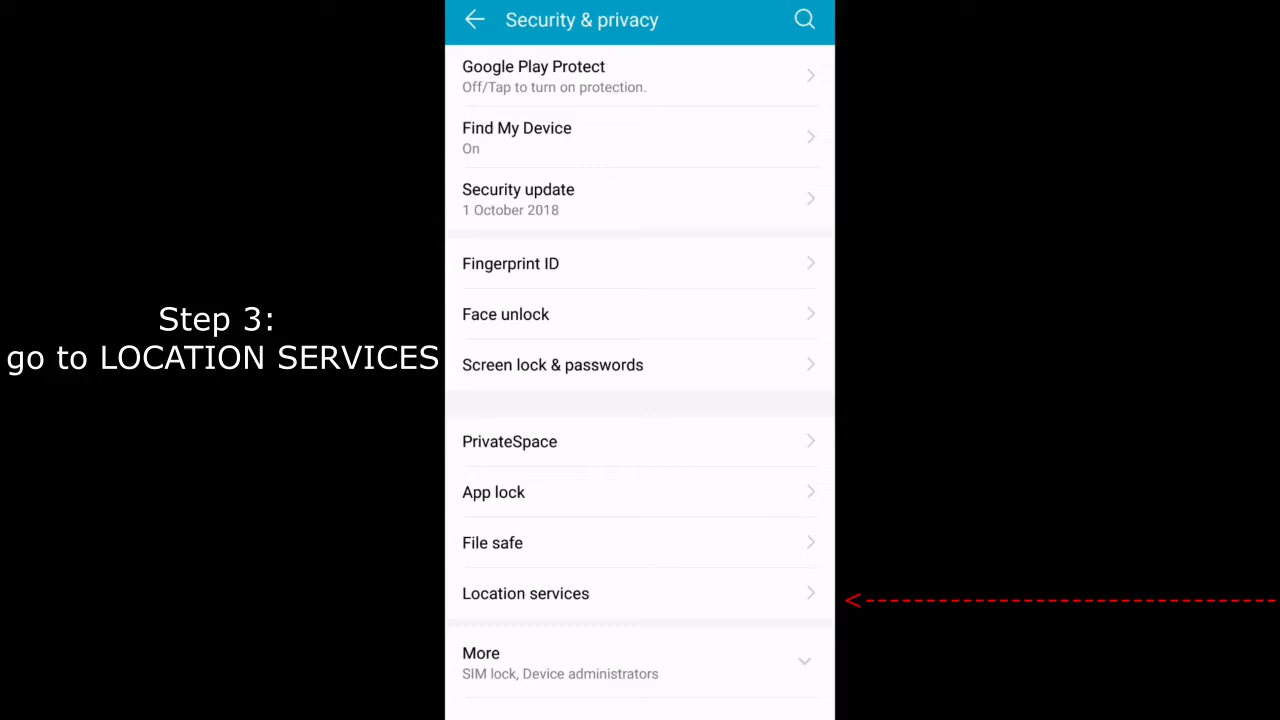 Security & privacy
Google Play Protect
Off/Tap to turn on protection.
Find My Device
On
Security update
1 October 2018
Fingerprint ID
Face unlock
Screen lock & passwords
PrivateSpace
App lock
File safe
Location services
More
SIM lock, Device administrators
Step 3:
go to LOCATION SERVICES